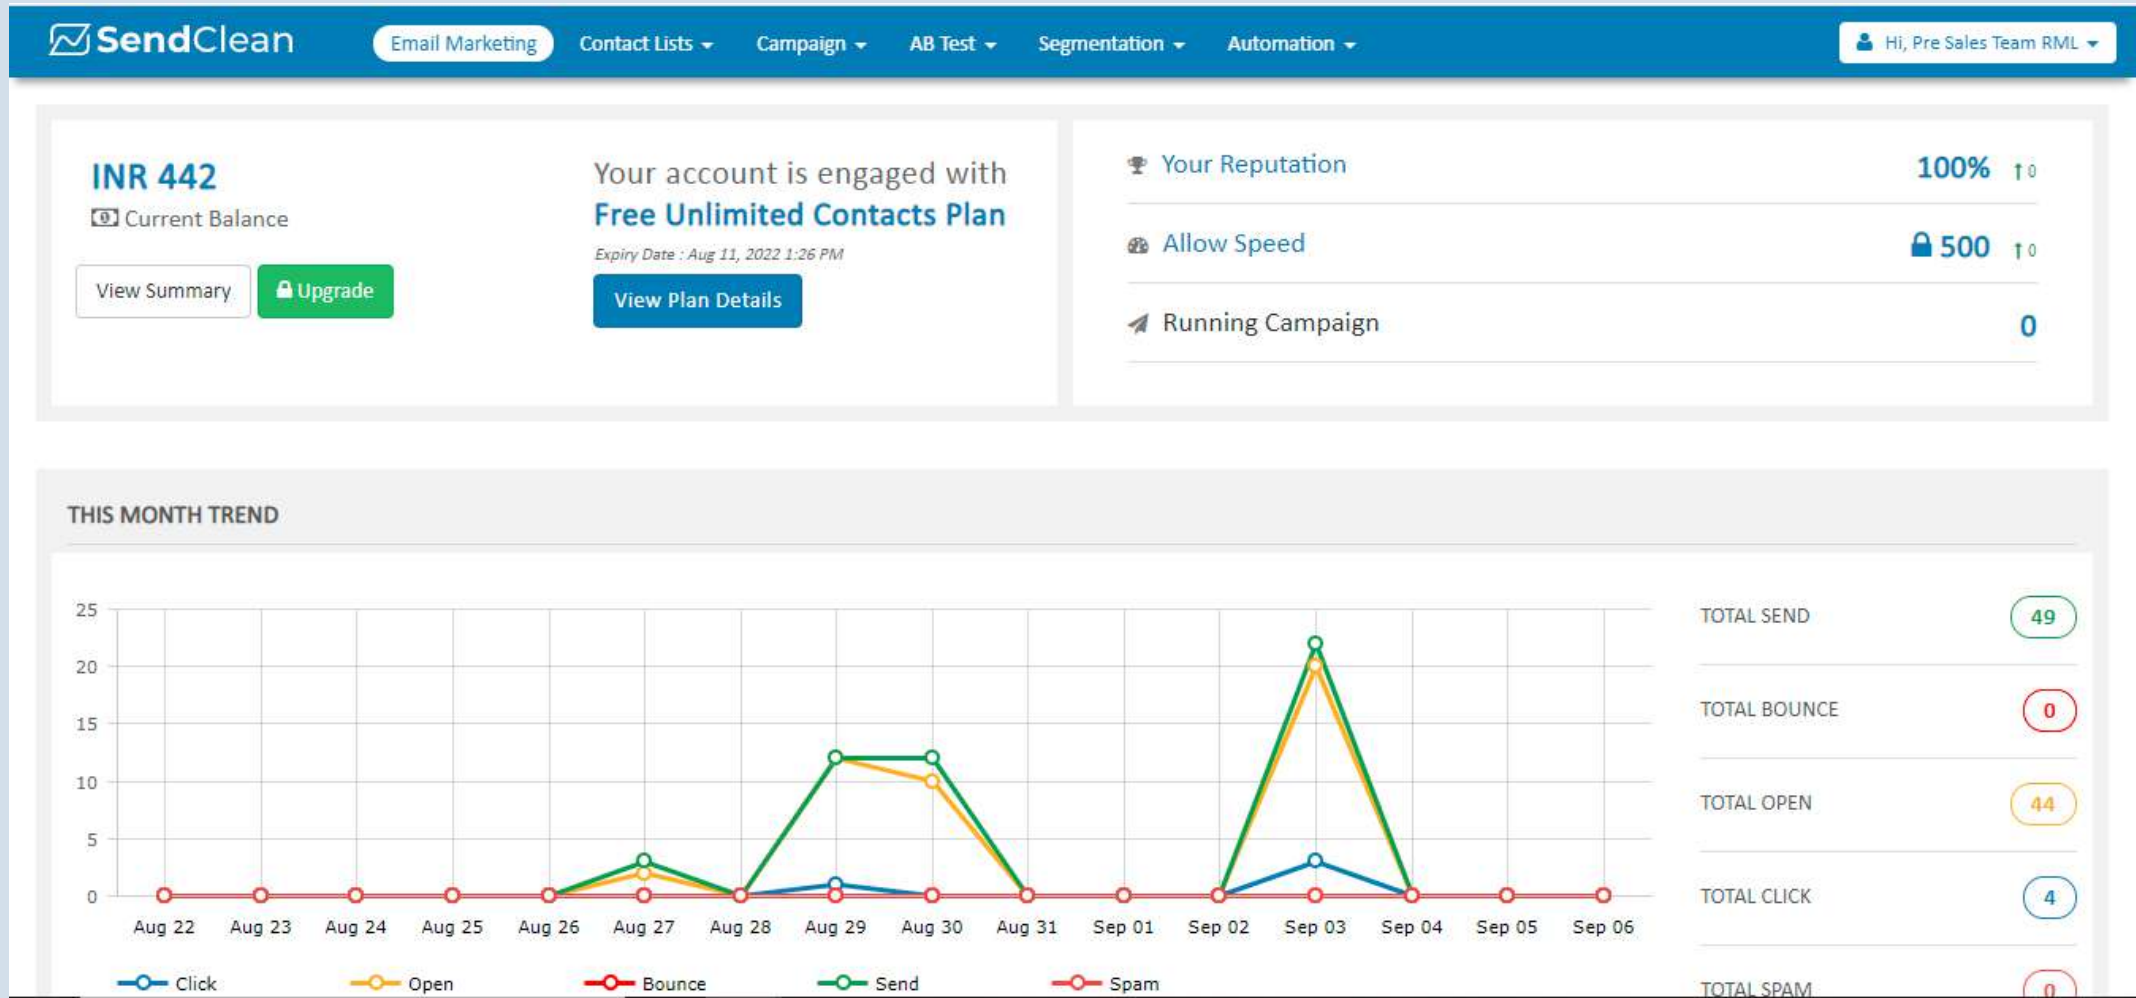 SendClean
Email Marketing Contact Lists Campaign AB Test Segmentation Automation Hi, Pre Sales Team RML
INR 442
Current Balance
View Summary Upgrade
Your account is engaged with
Free Unlimited Contacts Plan
Expiry Date : Aug 11, 2022 1:26 PM
View Plan Details
Your Reputation 100% 0
Allow Speed 500 0
Running Campaign 0
THIS MONTH TREND
25
20
15
10
5
0
Aug 22 Aug 23 Aug 24 Aug 25 Aug 26 Aug 27 Aug 28 Aug 29 Aug 30 Aug 31 Sep 01 Sep 02 Sep 03 Sep 04 Sep 05 Sep 06
Click Open Bounce Send Spam
TOTAL SEND 49
TOTAL BOUNCE 0
TOTAL OPEN 44
TOTAL CLICK 4
TOTAL SPAM 0